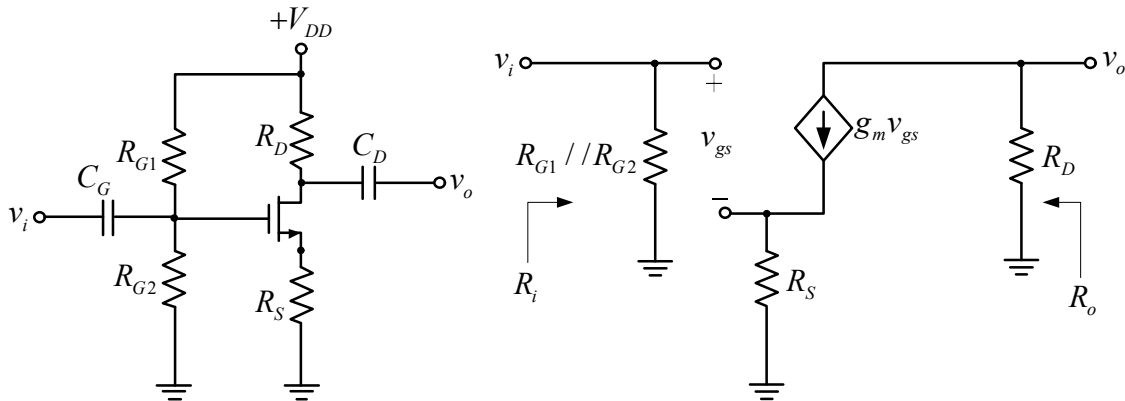 +V_DD
R_G1
R_D
C_D
C_G
v_i
v_o
R_G2
R_S
v_i
+
v_o
R_G1 // R_G2
v_gs
g_m v_gs
R_D
−
R_i
R_S
R_o